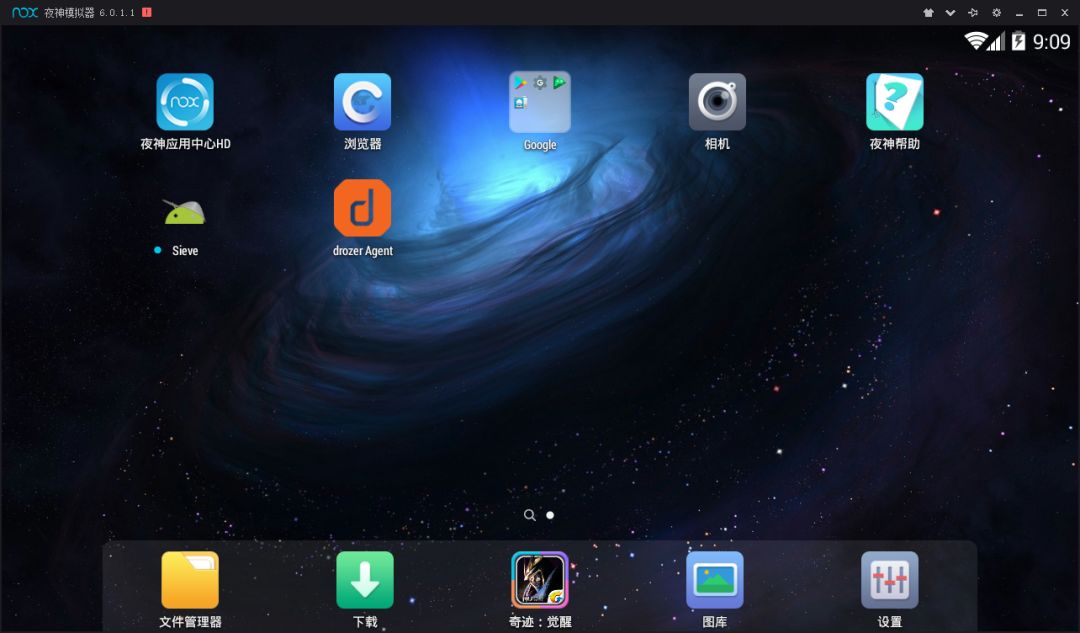 nox 夜神模拟器 6.0.1.1
9:09
nox
夜神应用中心HD
浏览器
Google
相机
夜神帮助
Sieve
drozer Agent
文件管理器
下载
奇迹：觉醒
图库
设置